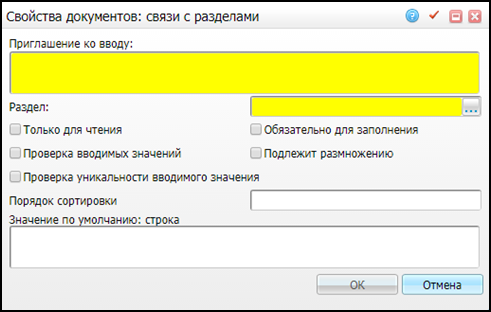 Свойства документов: связи с разделами
Приглашение ко вводу:
Раздел:
...
Только для чтения
Обязательно для заполнения
Проверка вводимых значений
Подлежит размножению
Проверка уникальности вводимого значения
Порядок сортировки
Значение по умолчанию: строка
ОК
Отмена